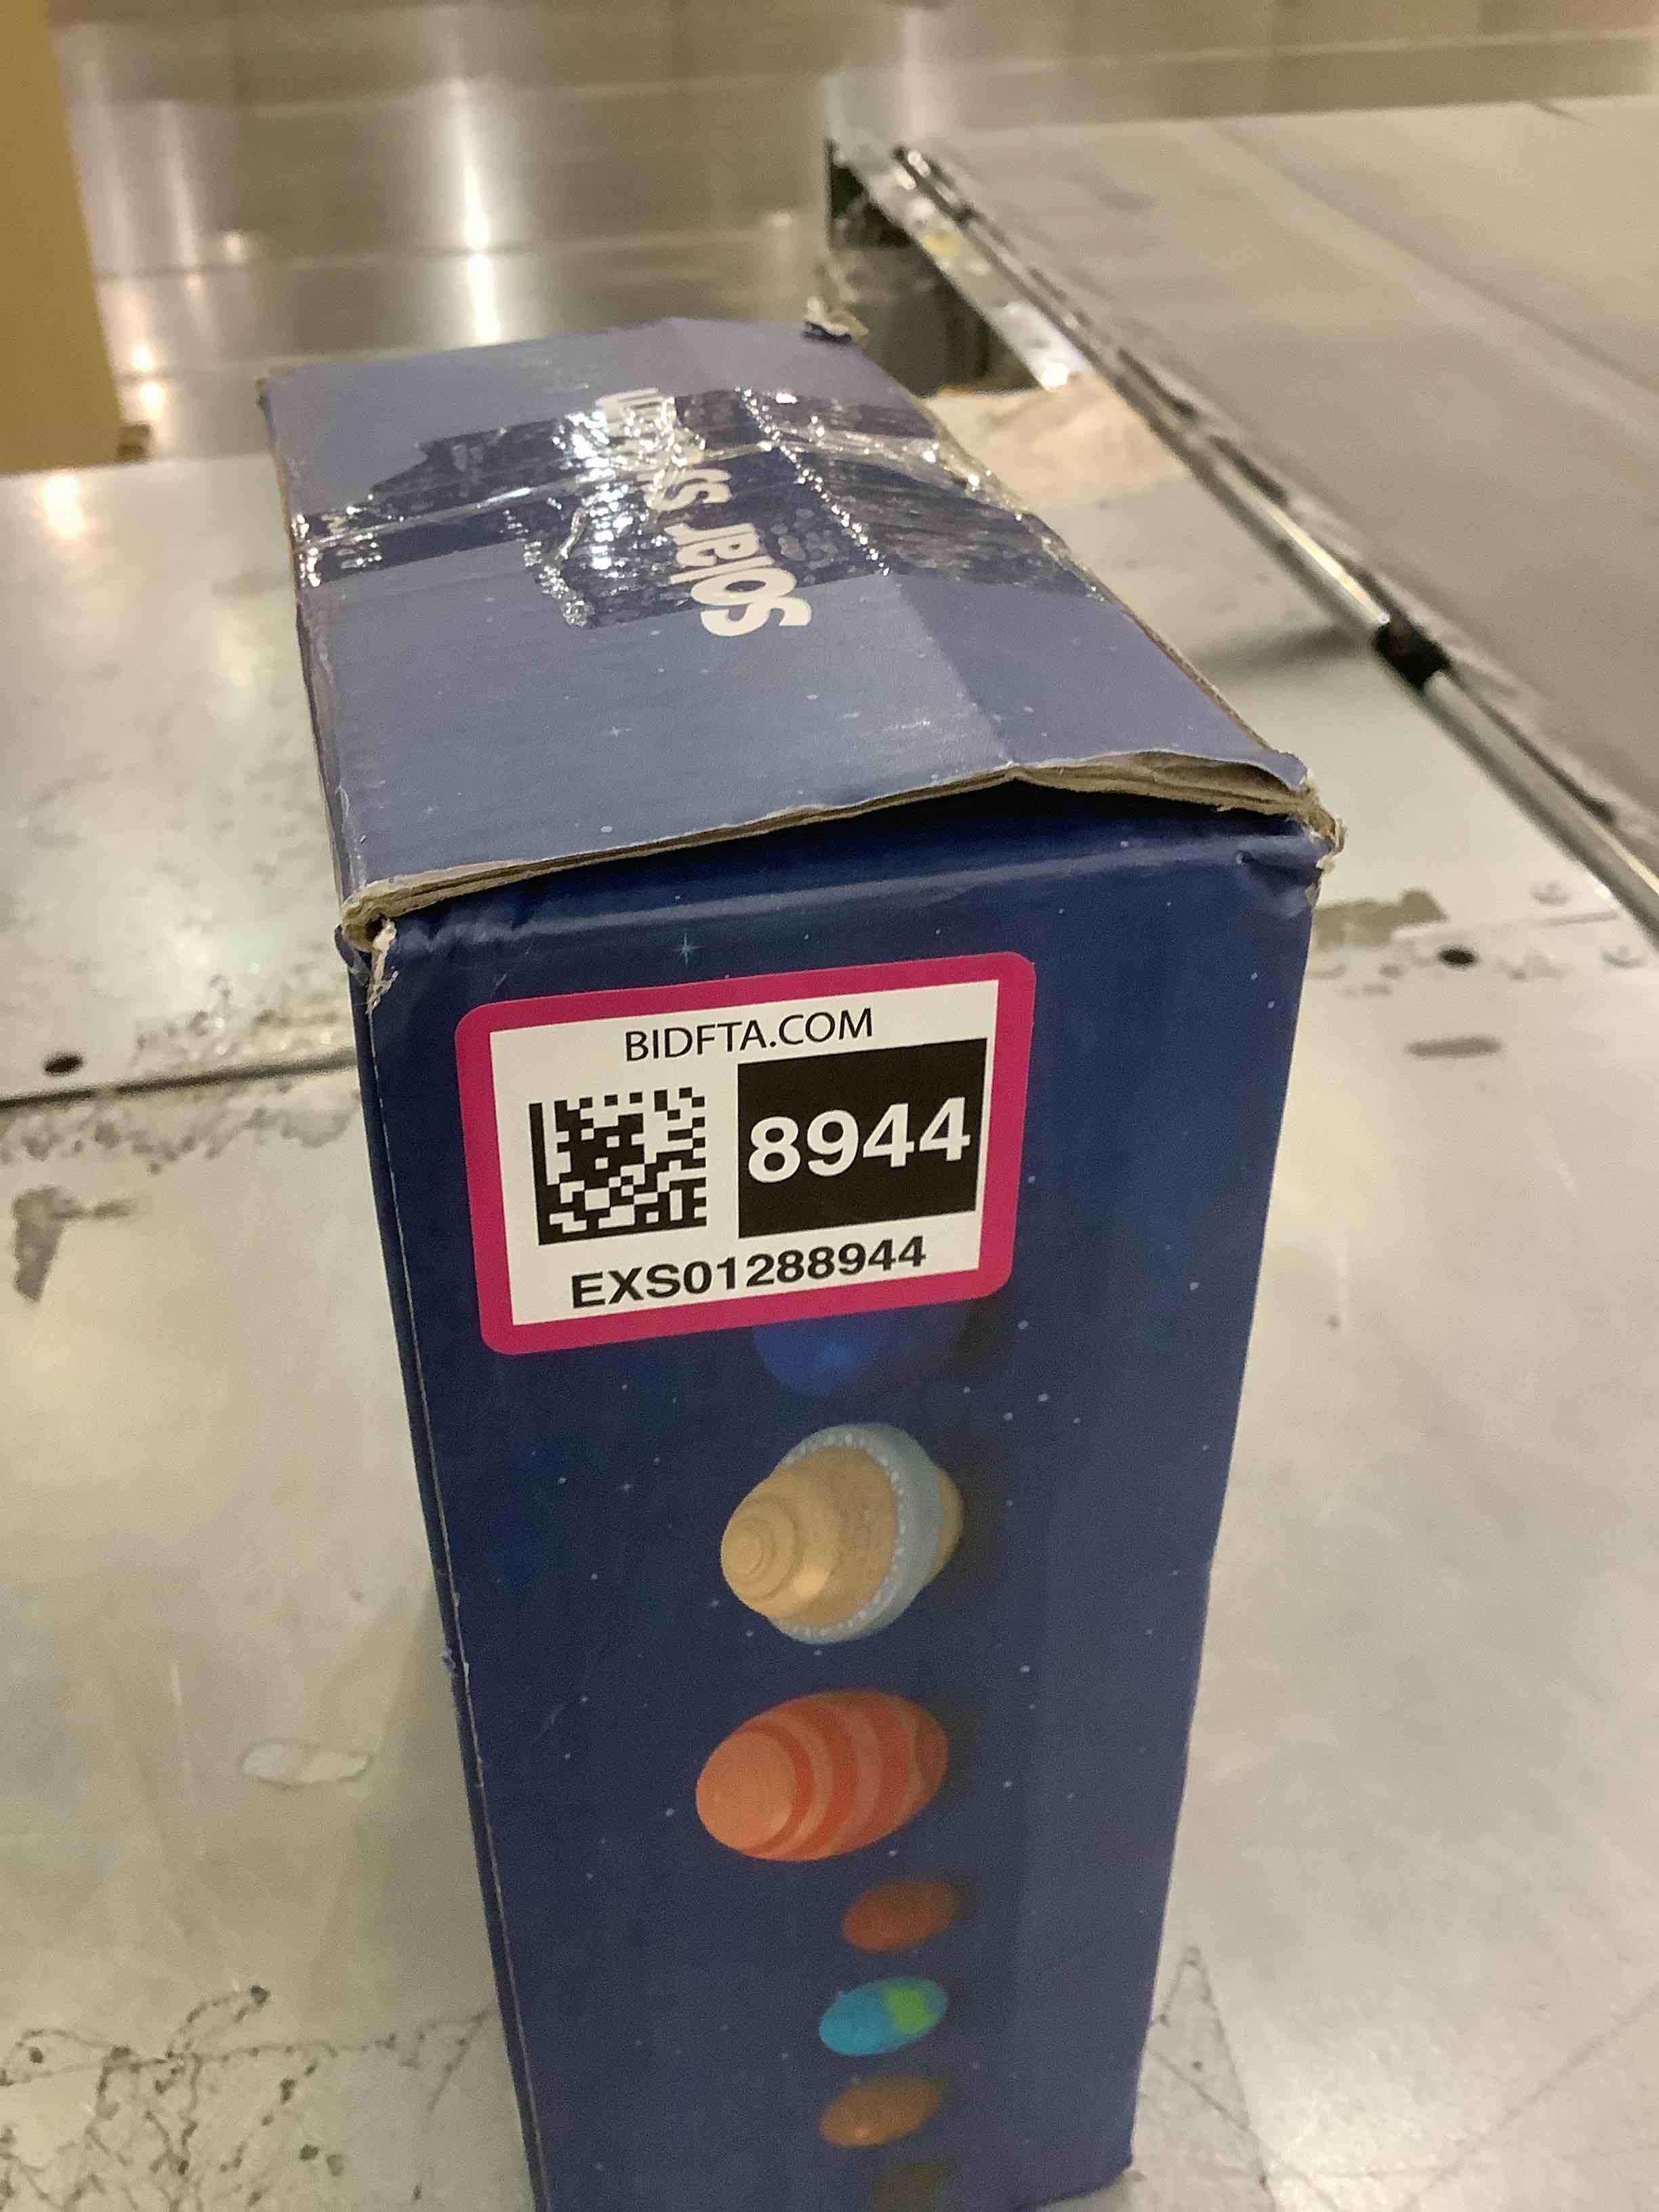 Solar System
BIDFTA.COM
8944
EXS01288944